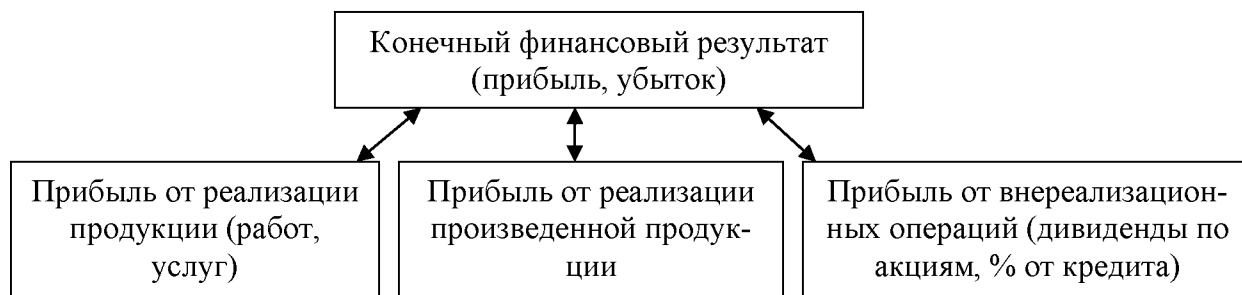 Конечный финансовый результат
(прибыль, убыток)
Прибыль от реализации
продукции (работ,
услуг)
Прибыль от реализации
произведенной продук-
ции
Прибыль от внереализацион-
ных операций (дивиденды по
акциям, % от кредита)